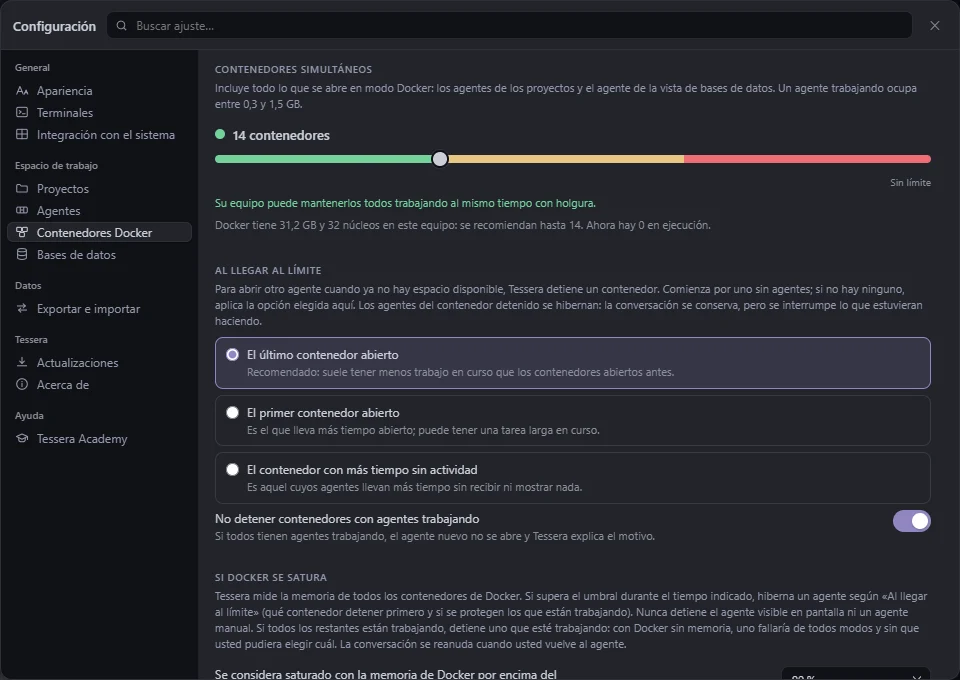 Configuración
Buscar ajuste...
General
Apariencia
Terminales
Integración con el sistema
Espacio de trabajo
Proyectos
Agentes
Contenedores Docker
Bases de datos
Datos
Exportar e importar
Tessera
Actualizaciones
Acerca de
Ayuda
Tessera Academy
CONTENEDORES SIMULTÁNEOS
Incluye todo lo que se abre en modo Docker: los agentes de los proyectos y el agente de la vista de bases de datos. Un agente trabajando ocupa
entre 0,3 y 1,5 GB.
14 contenedores
Sin límite
Su equipo puede mantenerlos todos trabajando al mismo tiempo con holgura.
Docker tiene 31,2 GB y 32 núcleos en este equipo: se recomiendan hasta 14. Ahora hay 0 en ejecución.
AL LLEGAR AL LÍMITE
Para abrir otro agente cuando ya no hay espacio disponible, Tessera detiene un contenedor. Comienza por uno sin agentes; si no hay ninguno,
aplica la opción elegida aquí. Los agentes del contenedor detenido se hibernan: la conversación se conserva, pero se interrumpe lo que estuvieran
haciendo.
El último contenedor abierto
Recomendado: suele tener menos trabajo en curso que los contenedores abiertos antes.
El primer contenedor abierto
Es el que lleva más tiempo abierto; puede tener una tarea larga en curso.
El contenedor con más tiempo sin actividad
Es aquel cuyos agentes llevan más tiempo sin recibir ni mostrar nada.
No detener contenedores con agentes trabajando
Si todos tienen agentes trabajando, el agente nuevo no se abre y Tessera explica el motivo.
SI DOCKER SE SATURA
Tessera mide la memoria de todos los contenedores de Docker. Si supera el umbral durante el tiempo indicado, hiberna un agente según «Al llegar
al límite» (qué contenedor detener primero y si se protegen los que están trabajando). Nunca detiene el agente visible en pantalla ni un agente
manual. Si todos los restantes están trabajando, detiene uno que esté trabajando: con Docker sin memoria, uno fallaría de todos modos y sin que
usted pudiera elegir cuál. La conversación se reanuda cuando usted vuelve al agente.
Se considera saturado con la memoria de Docker por encima del